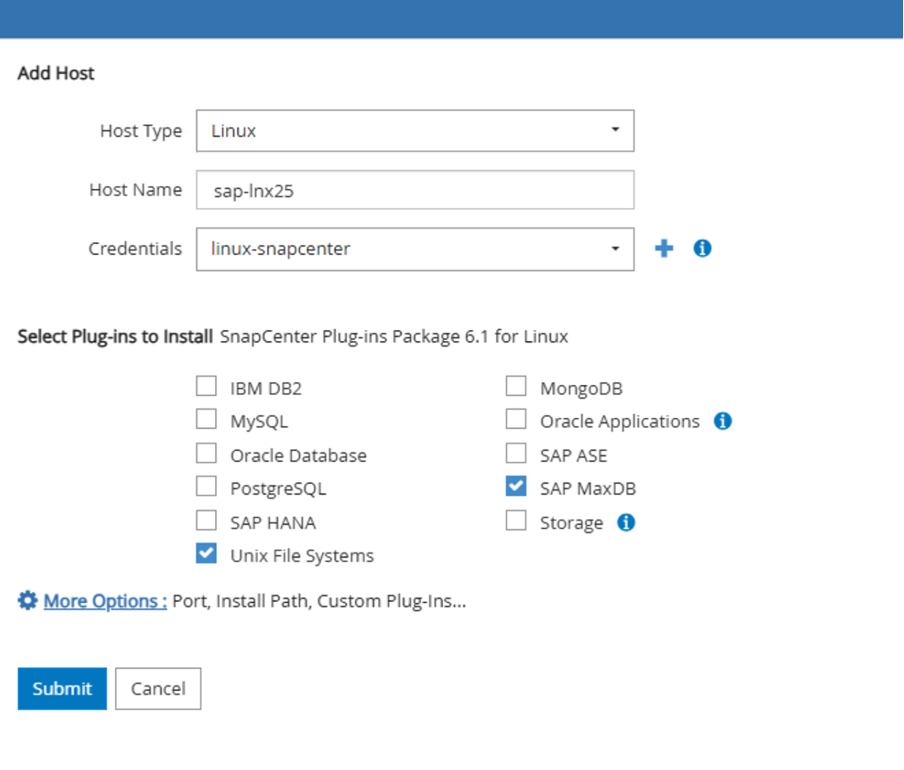 Add Host
Host Type Linux
Host Name sap-lnx25
Credentials linux-snapcenter
Select Plug-ins to Install SnapCenter Plug-ins Package 6.1 for Linux
IBM DB2 MongoDB
MySQL Oracle Applications
Oracle Database SAP ASE
PostgreSQL SAP MaxDB
SAP HANA Storage
Unix File Systems
More Options : Port, Install Path, Custom Plug-Ins...
Submit Cancel